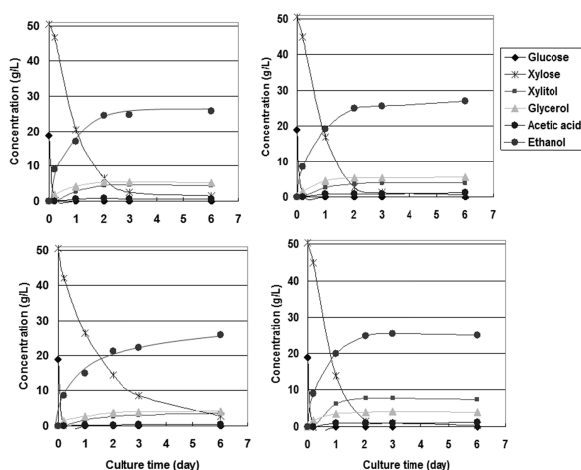 Concentration (g/L)
50
40
30
20
10
0
0 1 2 3 4 5 6 7
Concentration (g/L)
50
40
30
20
10
0
0 1 2 3 4 5 6 7
Glucose
Xylose
Xylitol
Glycerol
Acetic acid
Ethanol
Concentration (g/L)
50
40
30
20
10
0
0 1 2 3 4 5 6 7
Culture time (day)
Concentration (g/L)
50
40
30
20
10
0
0 1 2 3 4 5 6 7
Culture time (day)